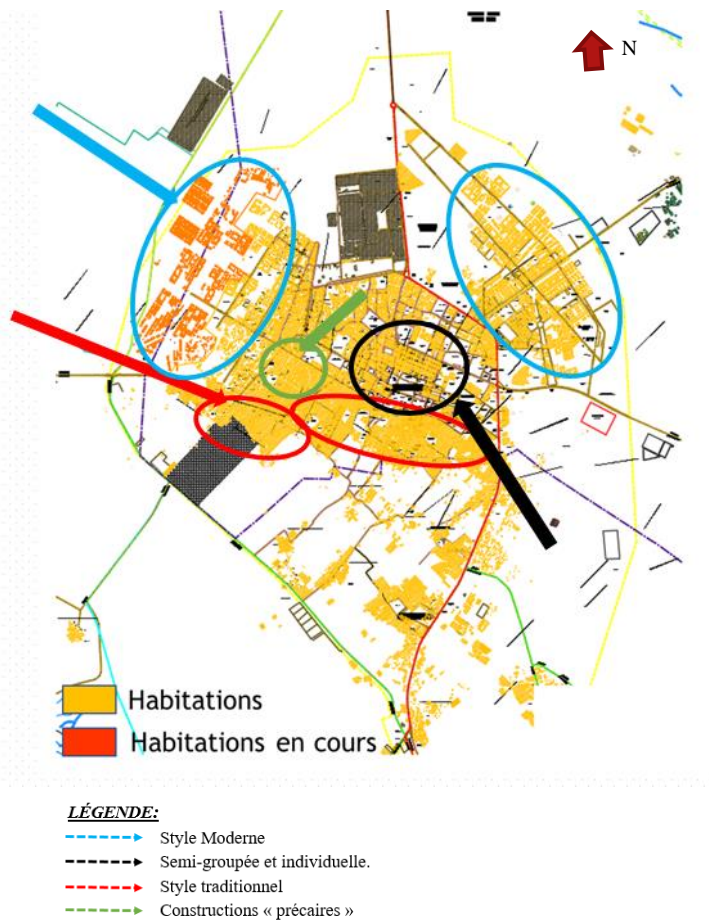 N
Habitations
Habitations en cours
LÉGENDE:
Style Moderne
Semi-groupée et individuelle.
Style traditionnel
Constructions « précaires »